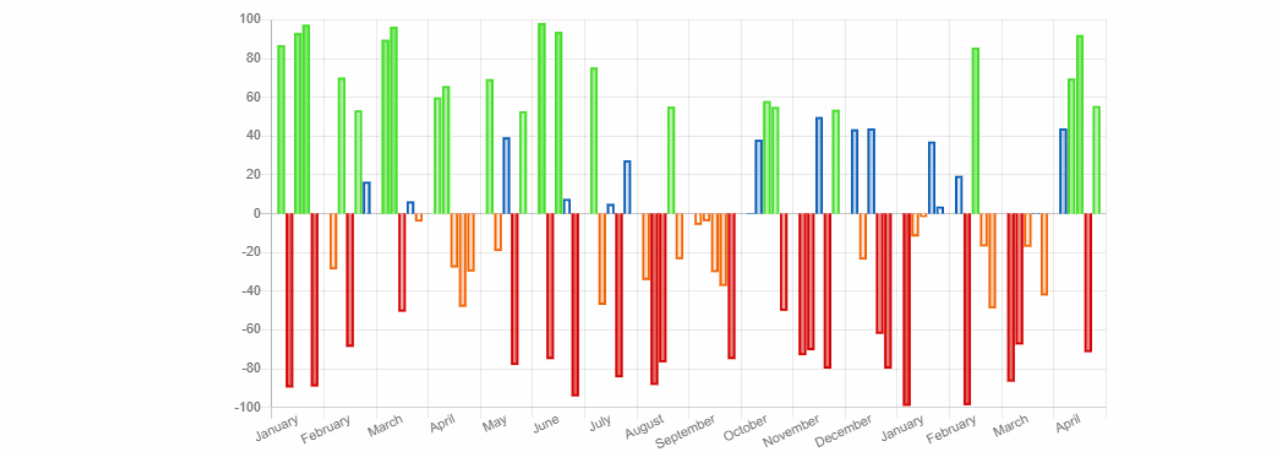 100
80
60
40
20
0
-20
-40
-60
-80
-100
January
February
March
April
May
June
July
August
September
October
November
December
January
February
March
April